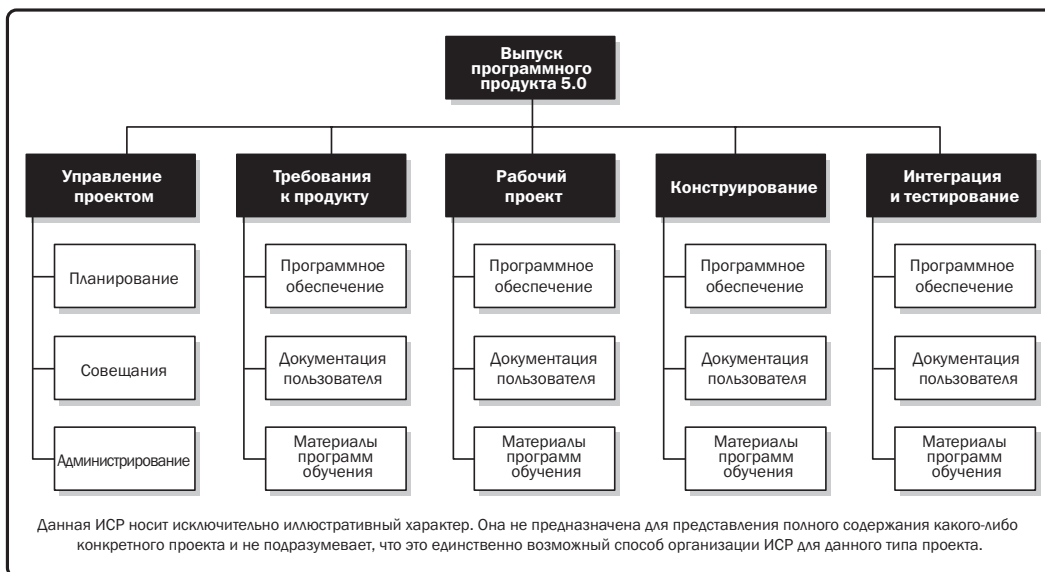 Выпуск
программного
продукта 5.0
Управление
проектом
Требования
к продукту
Рабочий
проект
Конструирование
Интеграция
и тестирование
Планирование
Программное
обеспечение
Программное
обеспечение
Программное
обеспечение
Программное
обеспечение
Совещания
Документация
пользователя
Документация
пользователя
Документация
пользователя
Документация
пользователя
Администрирование
Материалы
программ
обучения
Материалы
программ
обучения
Материалы
программ
обучения
Материалы
программ
обучения
Данная ИСР носит исключительно иллюстративный характер. Она не предназначена для представления полного содержания какого-либо
конкретного проекта и не подразумевает, что это единственно возможный способ организации ИСР для данного типа проекта.